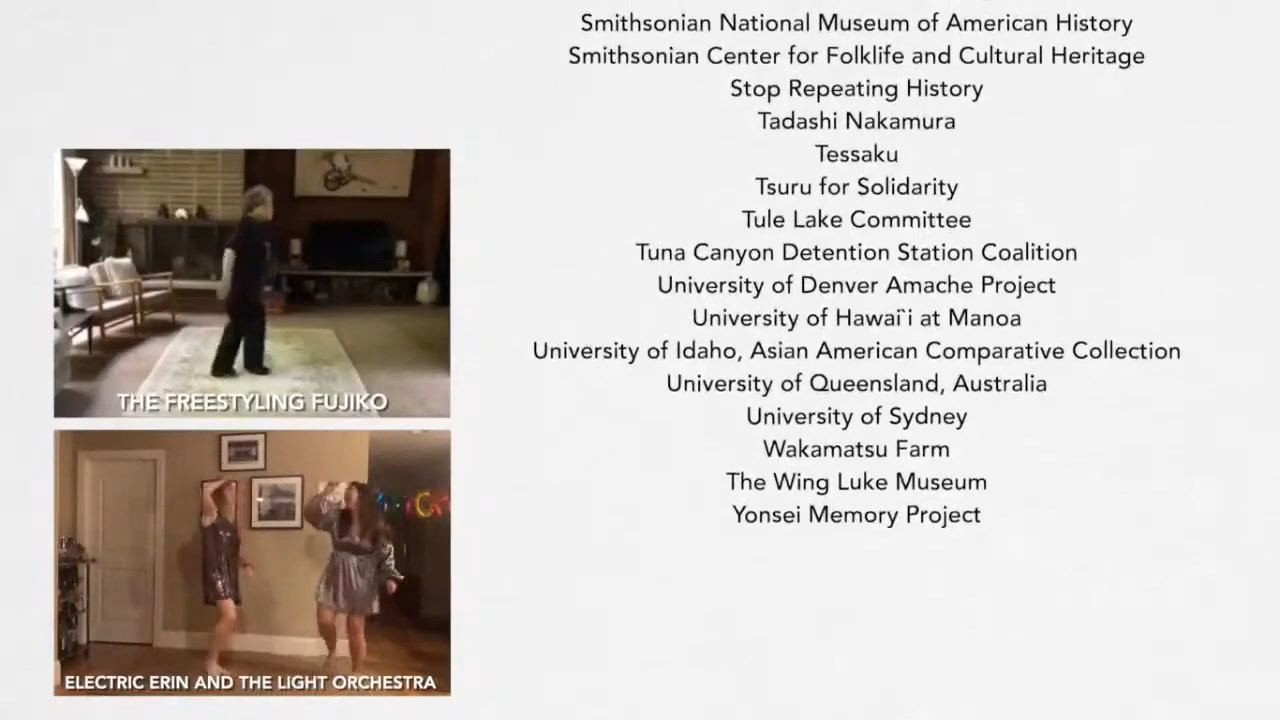 Smithsonian National Museum of American History
Smithsonian Center for Folklife and Cultural Heritage
Stop Repeating History
Tadashi Nakamura
Tessaku
Tsuru for Solidarity
Tule Lake Committee
Tuna Canyon Detention Station Coalition
University of Denver Amache Project
University of Hawai`i at Manoa
University of Idaho, Asian American Comparative Collection
University of Queensland, Australia
University of Sydney
Wakamatsu Farm
The Wing Luke Museum
Yonsei Memory Project
THE FREESTYLING FUJIKO
ELECTRIC ERIN AND THE LIGHT ORCHESTRA